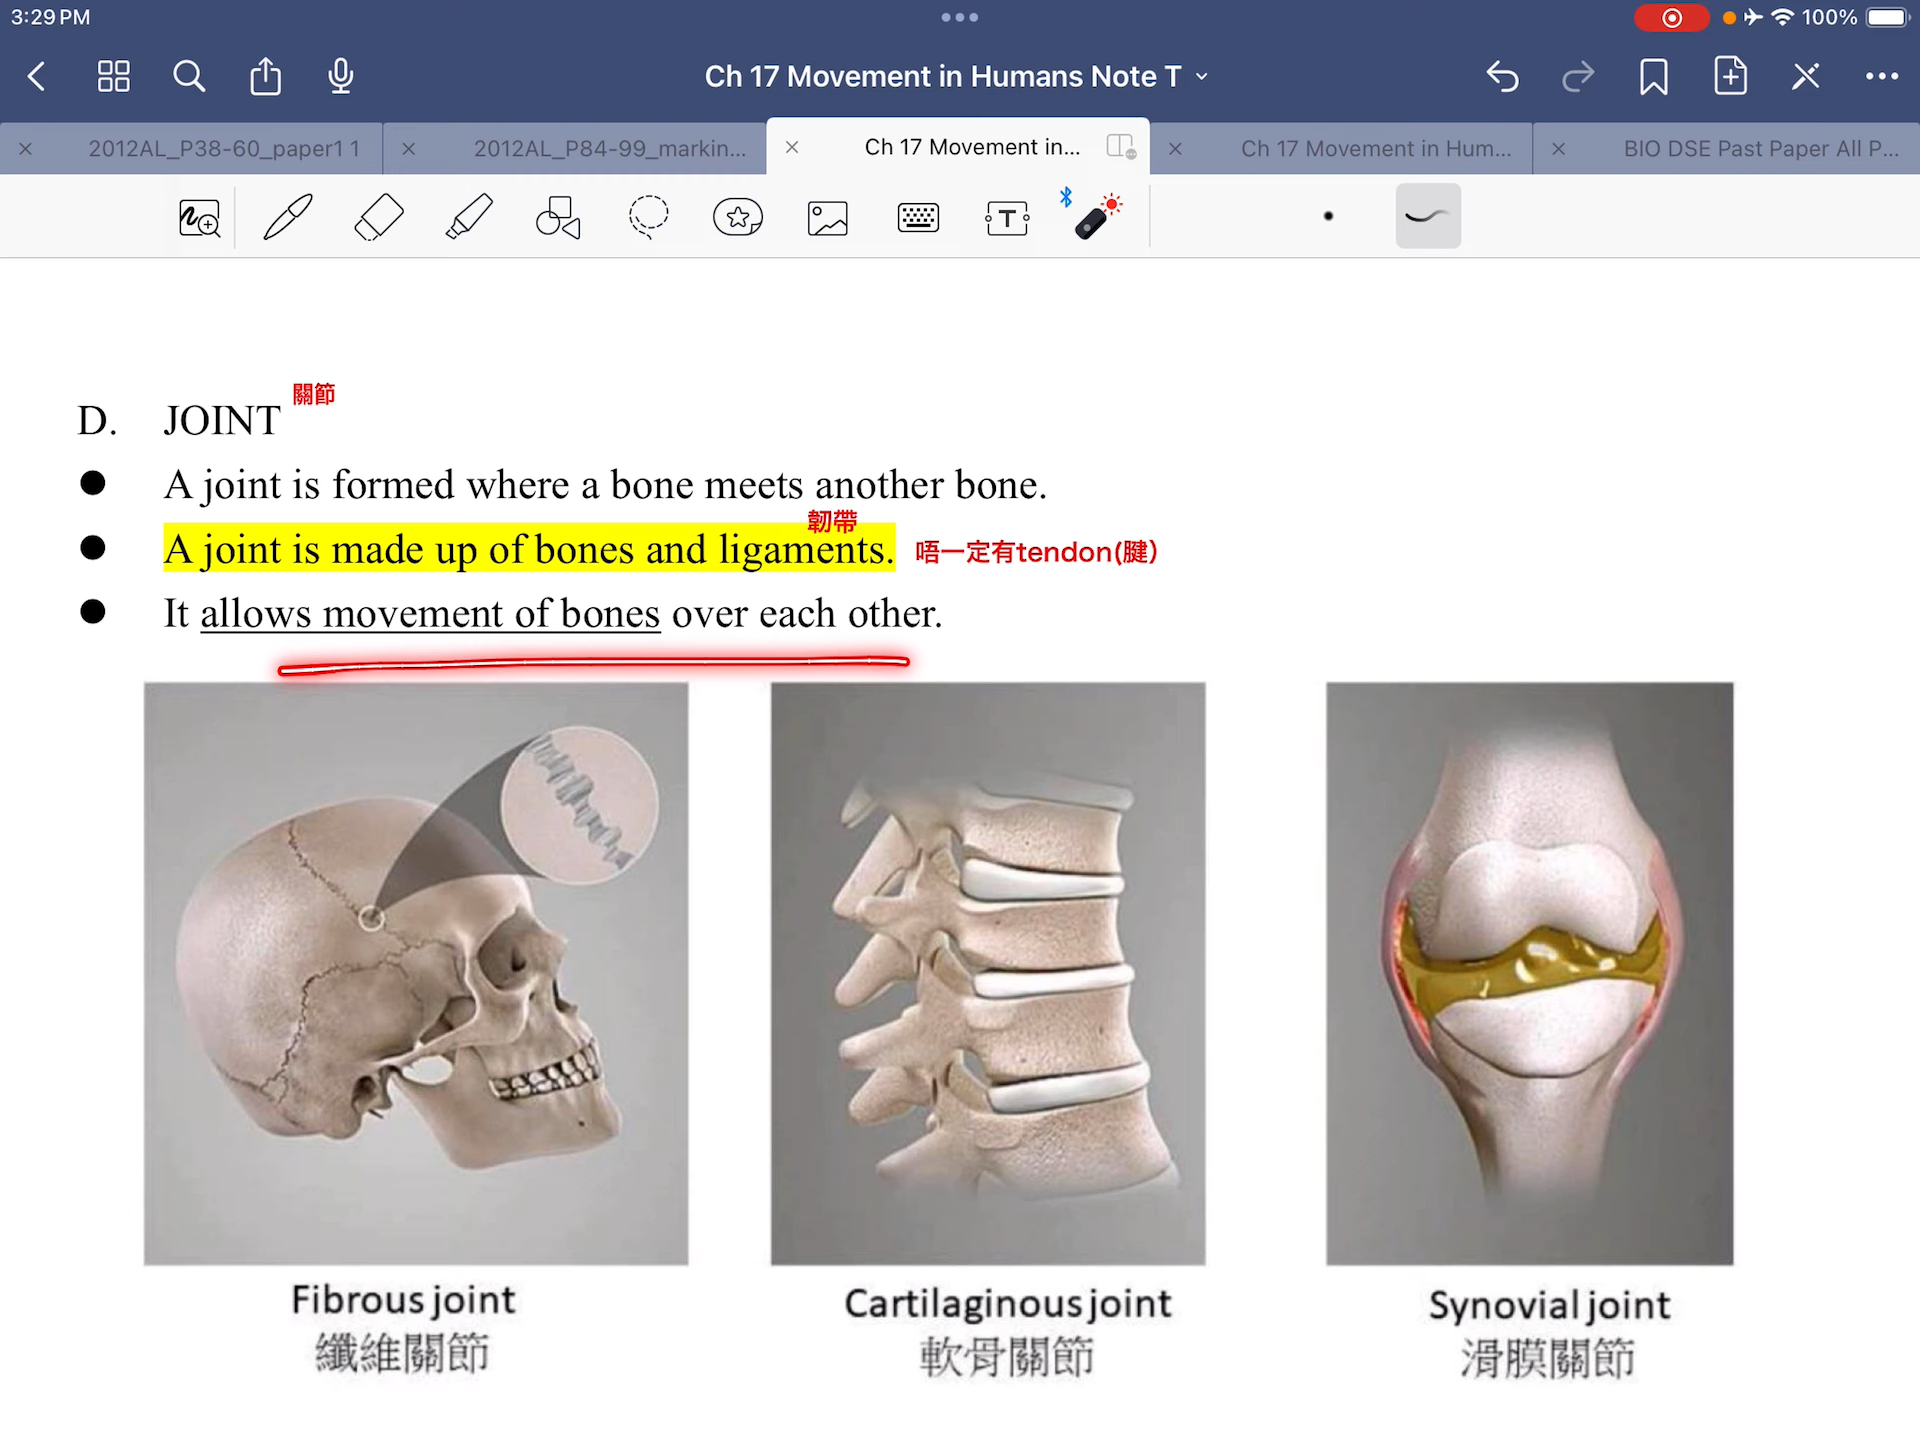 3:29 PM
100%
Ch 17 Movement in Humans Note T
2012AL_P38-60_paper1 1
2012AL_P84-99_markin...
Ch 17 Movement in...
Ch 17 Movement in Hum...
BIO DSE Past Paper All P...
T
D. JOINT 關節
● A joint is formed where a bone meets another bone.
韌帶
● A joint is made up of bones and ligaments. 唔一定有tendon(腱)
● It allows movement of bones over each other.
Fibrous joint
纖維關節
Cartilaginous joint
軟骨關節
Synovial joint
滑膜關節